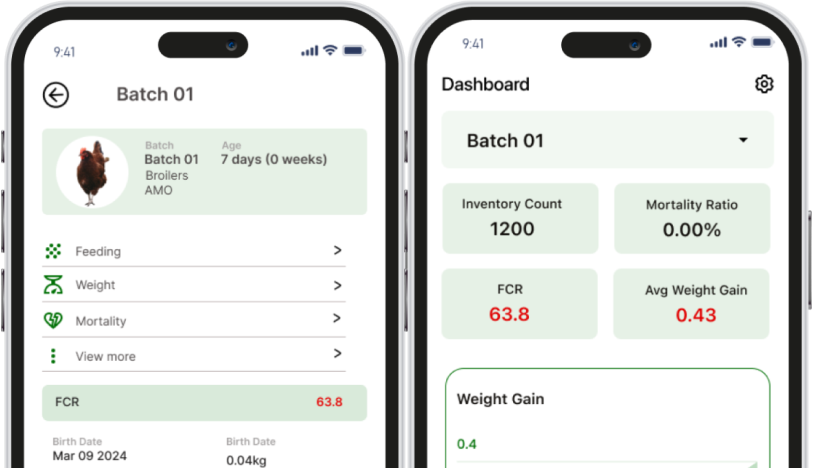 9:41
Batch 01
Batch
Age
Batch 01
7 days (0 weeks)
Broilers
AMO
Feeding
>
Weight
>
Mortality
>
View more
>
FCR
63.8
Birth Date
Birth Date
Mar 09 2024
0.04kg
9:41
Dashboard
Batch 01
Inventory Count
1200
Mortality Ratio
0.00%
FCR
63.8
Avg Weight Gain
0.43
Weight Gain
0.4